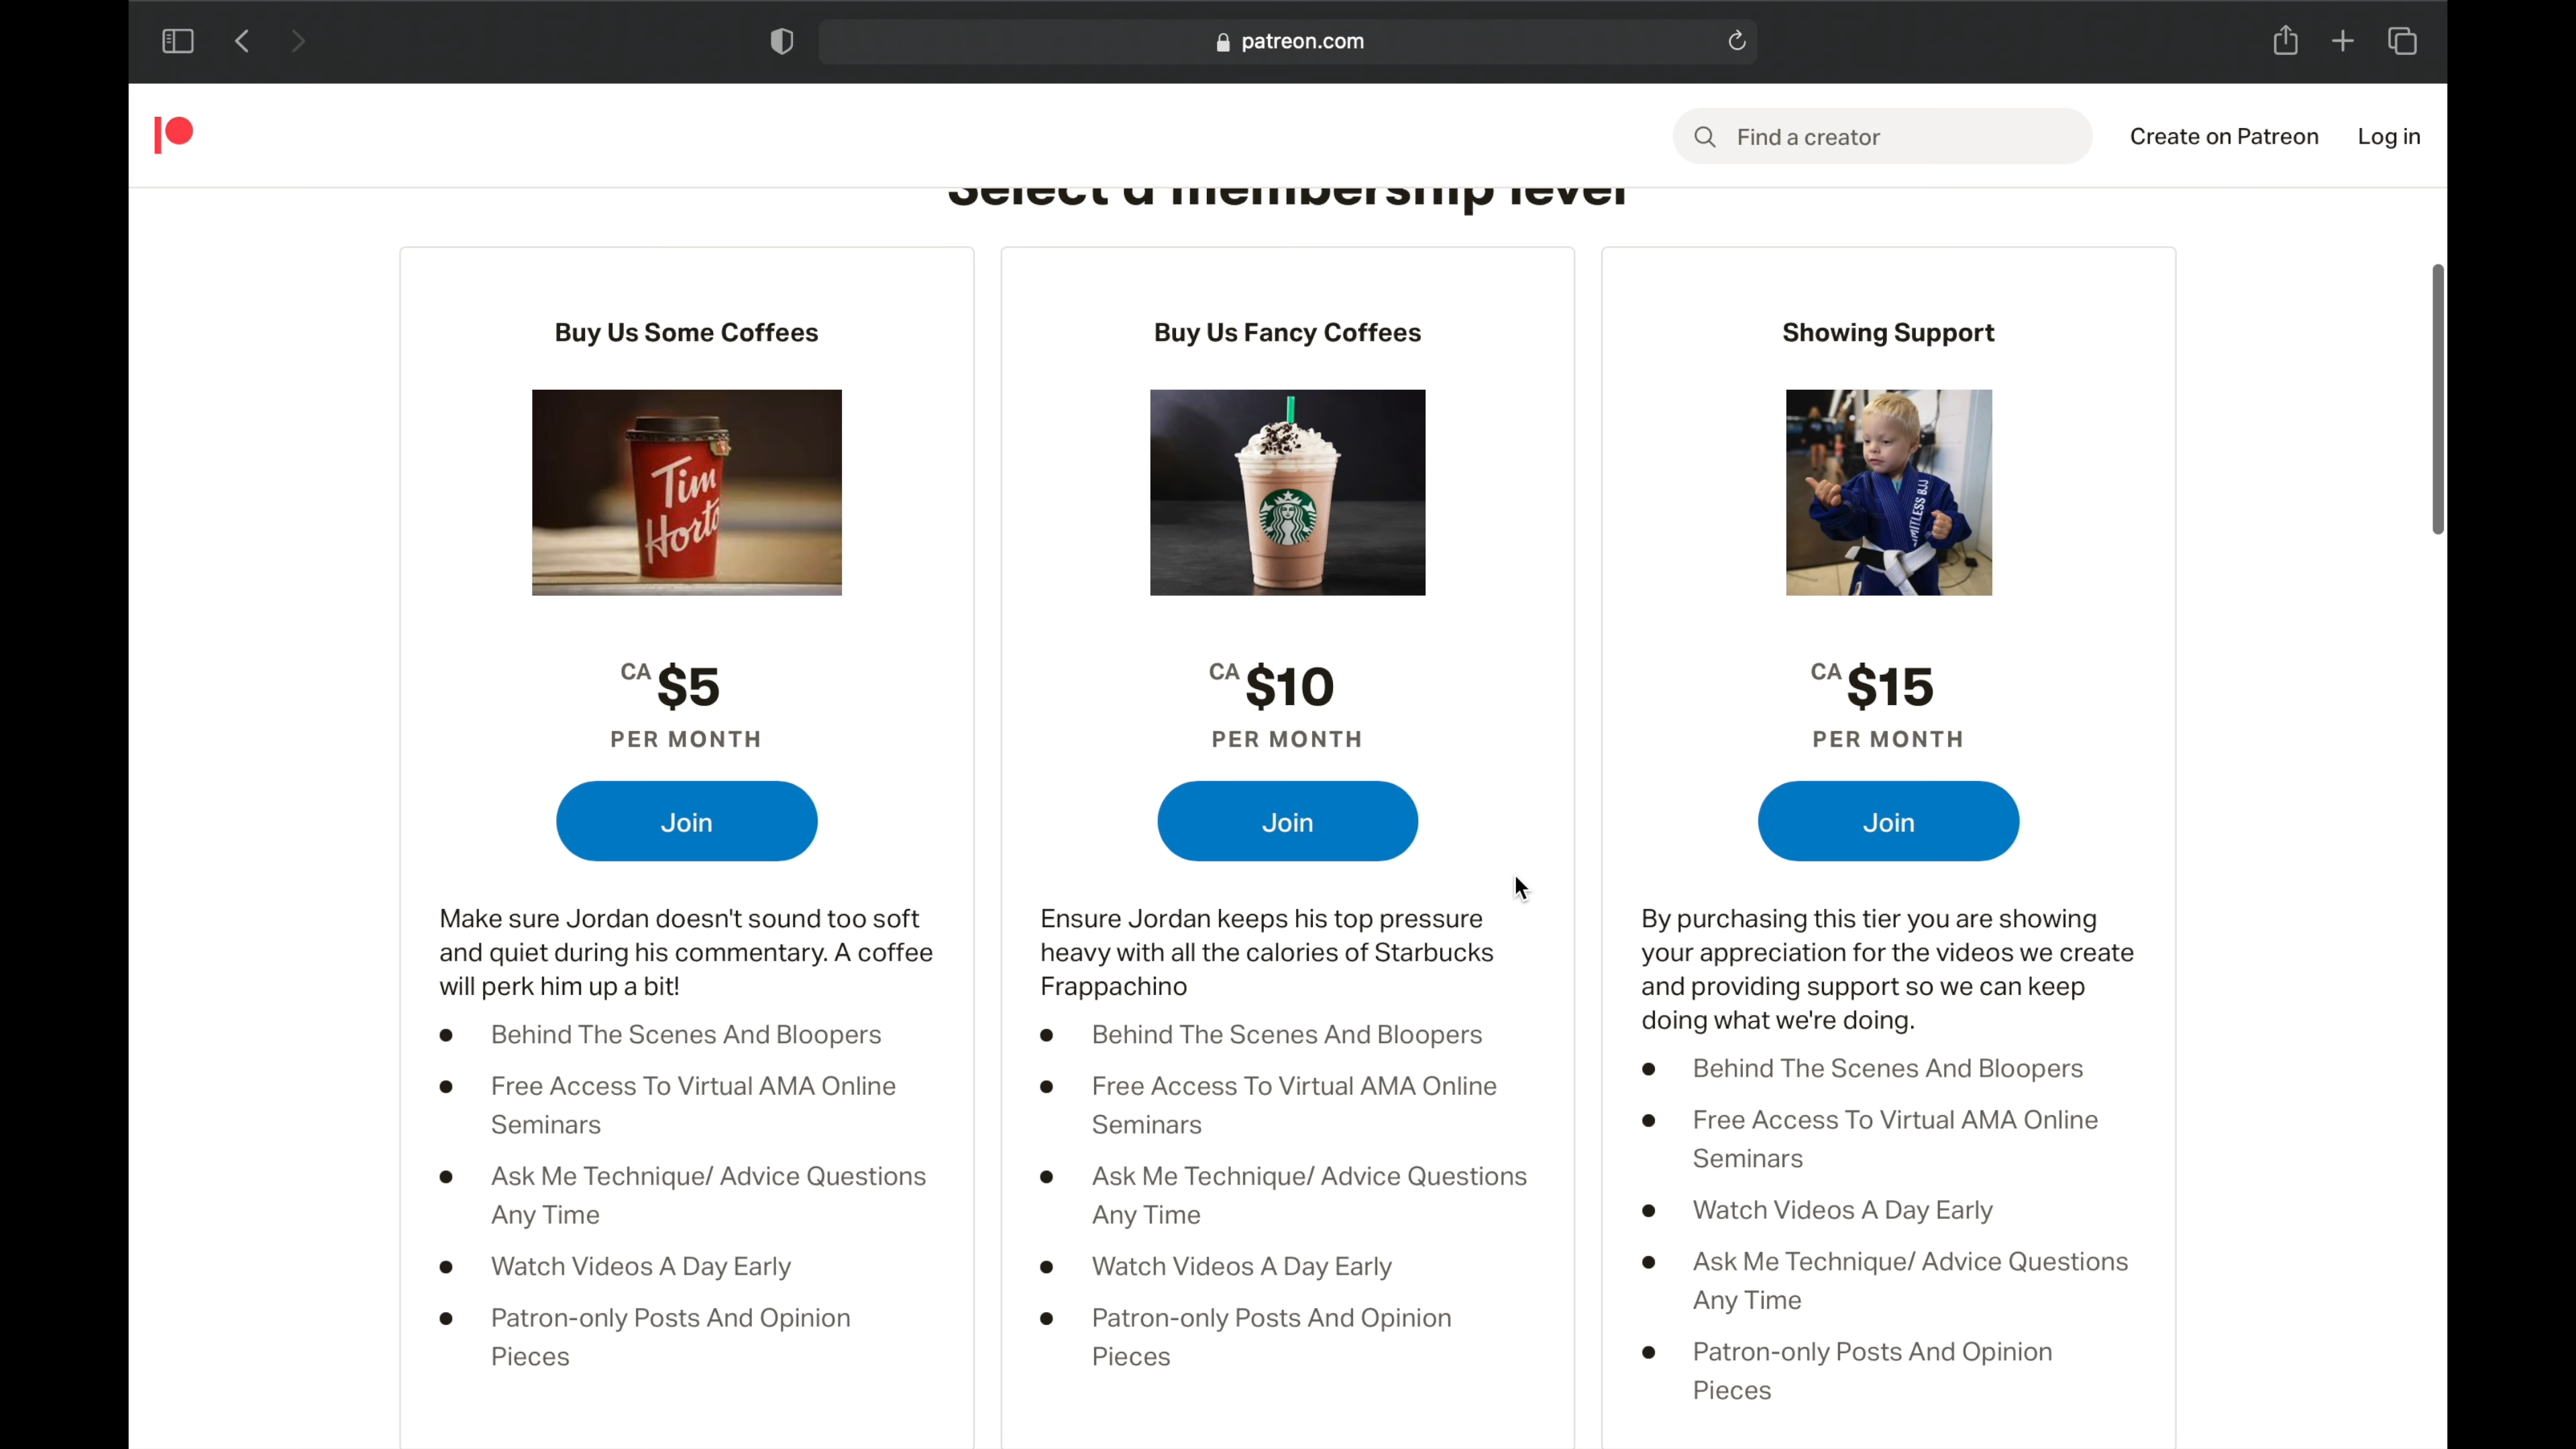 patreon.com
Find a creator
Create on Patreon
Log in
Select a membership level
Buy Us Some Coffees
Tim
Horto
CA $5
PER MONTH
Join
Make sure Jordan doesn't sound too soft
and quiet during his commentary. A coffee
will perk him up a bit!
Behind The Scenes And Bloopers
Free Access To Virtual AMA Online
Seminars
Ask Me Technique/ Advice Questions
Any Time
Watch Videos A Day Early
Patron-only Posts And Opinion
Pieces
Buy Us Fancy Coffees
CA $10
PER MONTH
Join
Ensure Jordan keeps his top pressure
heavy with all the calories of Starbucks
Frappachino
Behind The Scenes And Bloopers
Free Access To Virtual AMA Online
Seminars
Ask Me Technique/ Advice Questions
Any Time
Watch Videos A Day Early
Patron-only Posts And Opinion
Pieces
Showing Support
IMITLESS BJJ
CA $15
PER MONTH
Join
By purchasing this tier you are showing
your appreciation for the videos we create
and providing support so we can keep
doing what we're doing.
Behind The Scenes And Bloopers
Free Access To Virtual AMA Online
Seminars
Watch Videos A Day Early
Ask Me Technique/ Advice Questions
Any Time
Patron-only Posts And Opinion
Pieces